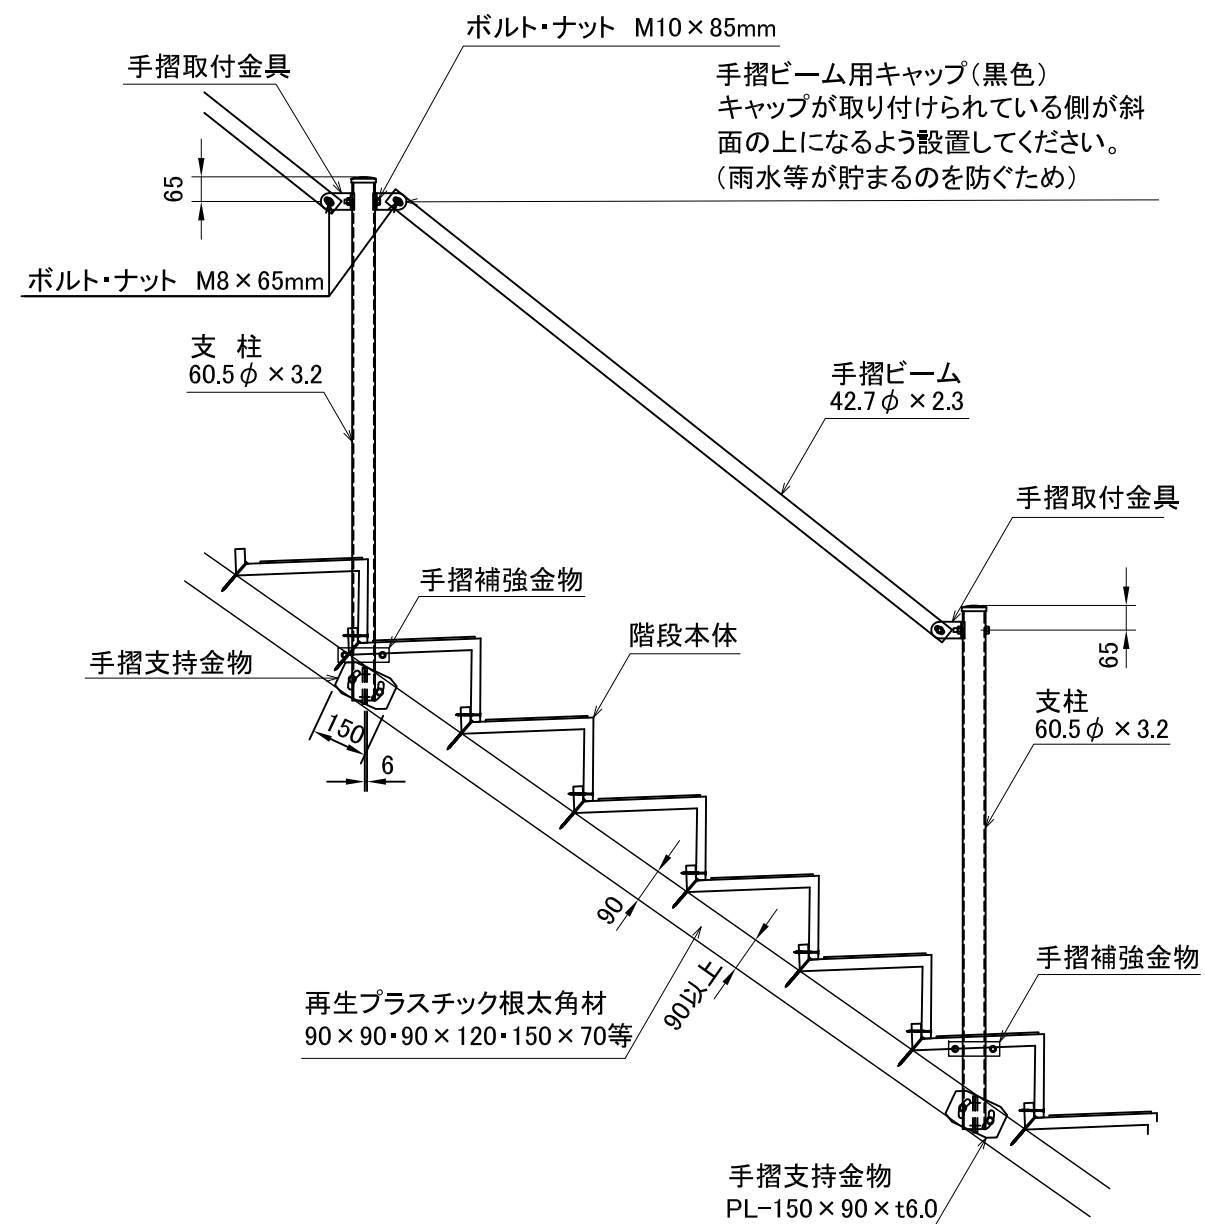 ボルト・ナット M10×85mm
手摺取付金具
手摺ビーム用キャップ(黒色)
キャップが取り付けられている側が斜
面の上になるよう設置してください。
(雨水等が貯まるのを防ぐため)
65
ボルト・ナット M8×65mm
支 柱
60.5φ×3.2
手摺ビーム
42.7φ×2.3
手摺取付金具
手摺補強金物
階段本体
手摺支持金物
65
支柱
60.5φ×3.2
150
6
90
90以上
手摺補強金物
再生プラスチック根太角材
90×90・90×120・150×70等
手摺支持金物
PL-150×90×t6.0